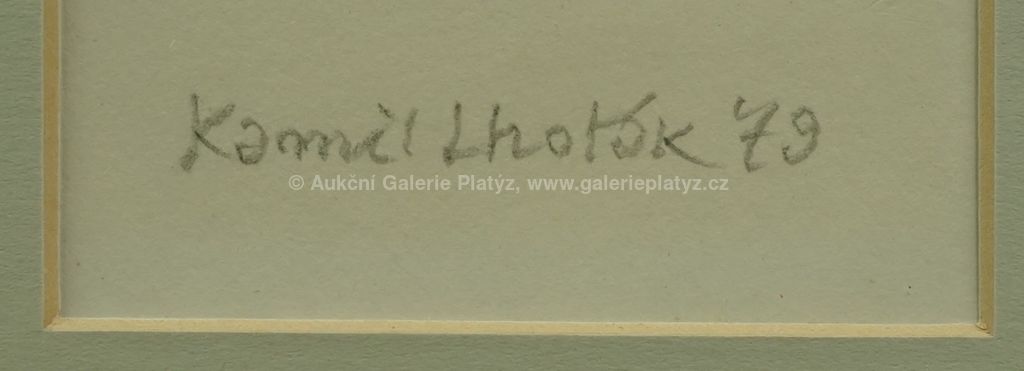 Kamil Lhoták 79
© Aukční Galerie Platýz, www.galerieplatyz.cz